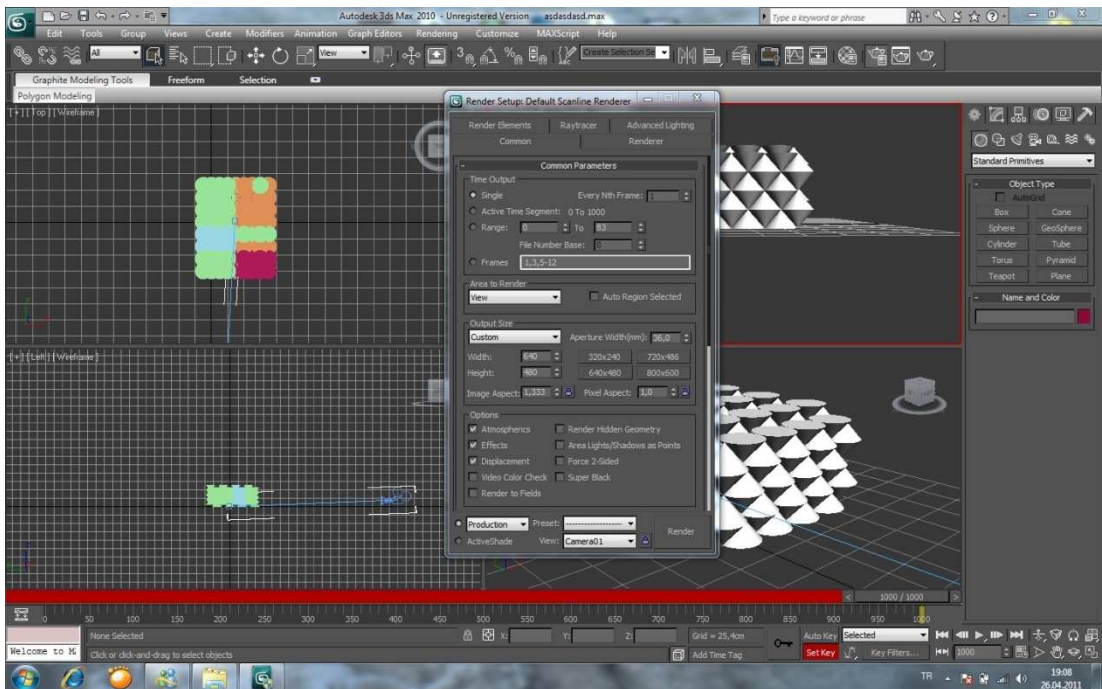 Autodesk 3ds Max 2010 - Unregistered Version asdasdasd.max
Type a keyword or phrase
Edit Tools Group Views Create Modifiers Animation Graph Editors Rendering Customize MAXScript Help
All
View
Create Selection Se
Graphite Modeling Tools Freeform Selection
Polygon Modeling
[ + ] [ Top ] [ Wireframe ]
[ + ] [ Left ] [ Wireframe ]
Render Setup: Default Scanline Renderer
Render Elements Raytracer Advanced Lighting
Common Renderer
- Common Parameters
Time Output
Single Every Nth Frame: 1
Active Time Segment: 0 To 1000
Range: 0 To 83
File Number Base: 0
Frames 1,3,5-12
Area to Render
View Auto Region Selected
Output Size
Custom Aperture Width(mm): 36,0
Width: 640 320x240 720x486
Height: 480 640x480 800x600
Image Aspect: 1,333 Pixel Aspect: 1,0
Options
Atmospherics Render Hidden Geometry
Effects Area Lights/Shadows as Points
Displacement Force 2-Sided
Video Color Check Super Black
Render to Fields
Production Preset: Render
ActiveShade View: Camera01
Standard Primitives
- Object Type
AutoGrid
Box Cone
Sphere GeoSphere
Cylinder Tube
Torus Pyramid
Teapot Plane
- Name and Color
< 1000 / 1000 >
0 50 100 150 200 250 300 350 400 450 500 550 600 650 700 750 800 850 900 950
None Selected X: Y: Z: Grid = 25,4cm Auto Key Selected
Welcome to M Click or click-and-drag to select objects Add Time Tag Set Key Key Filters... 1000
TR 19:08
26.04.2011